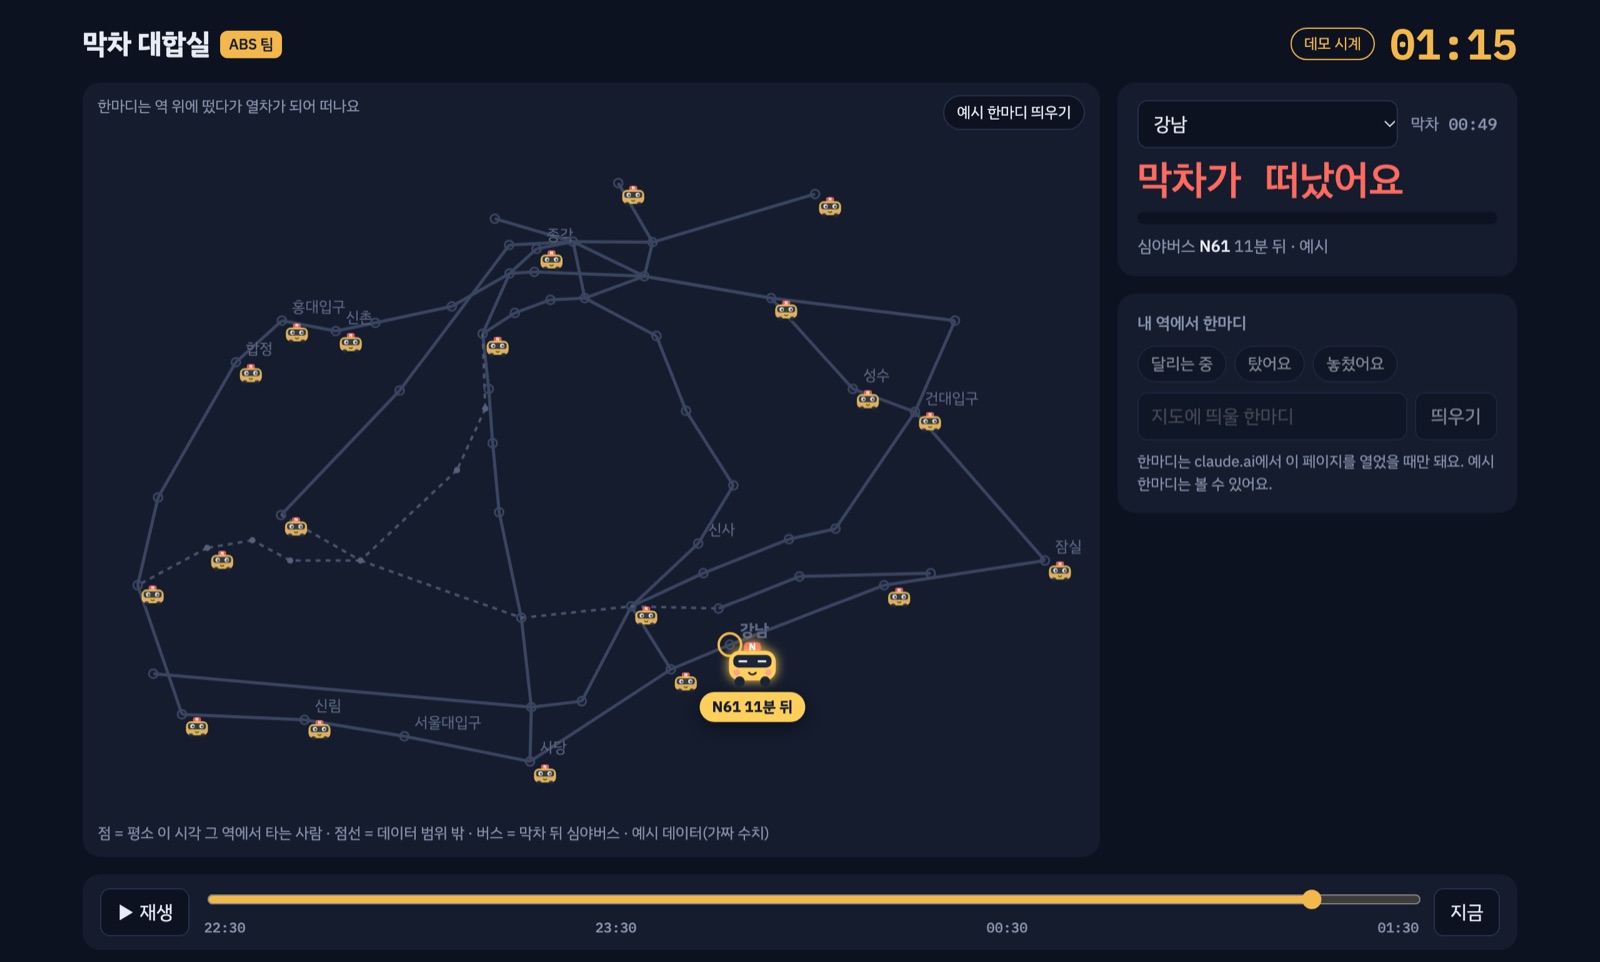 막차 대합실
ABS 팀
데모 시계
01:15
한마디는 역 위에 떴다가 열차가 되어 떠나요
예시 한마디 띄우기
종각
홍대입구
신촌
합정
성수
건대입구
신사
잠실
강남
N
N61 11분 뒤
신림
서울대입구
사당
점 = 평소 이 시각 그 역에서 타는 사람 · 점선 = 데이터 범위 밖 · 버스 = 막차 뒤 심야버스 · 예시 데이터(가짜 수치)
강남
막차 00:49
막차가 떠났어요
심야버스 N61 11분 뒤 · 예시
내 역에서 한마디
달리는 중
탔어요
놓쳤어요
지도에 띄울 한마디
띄우기
한마디는 claude.ai에서 이 페이지를 열었을 때만 돼요. 예시
한마디는 볼 수 있어요.
▶ 재생
22:30
23:30
00:30
01:30
지금